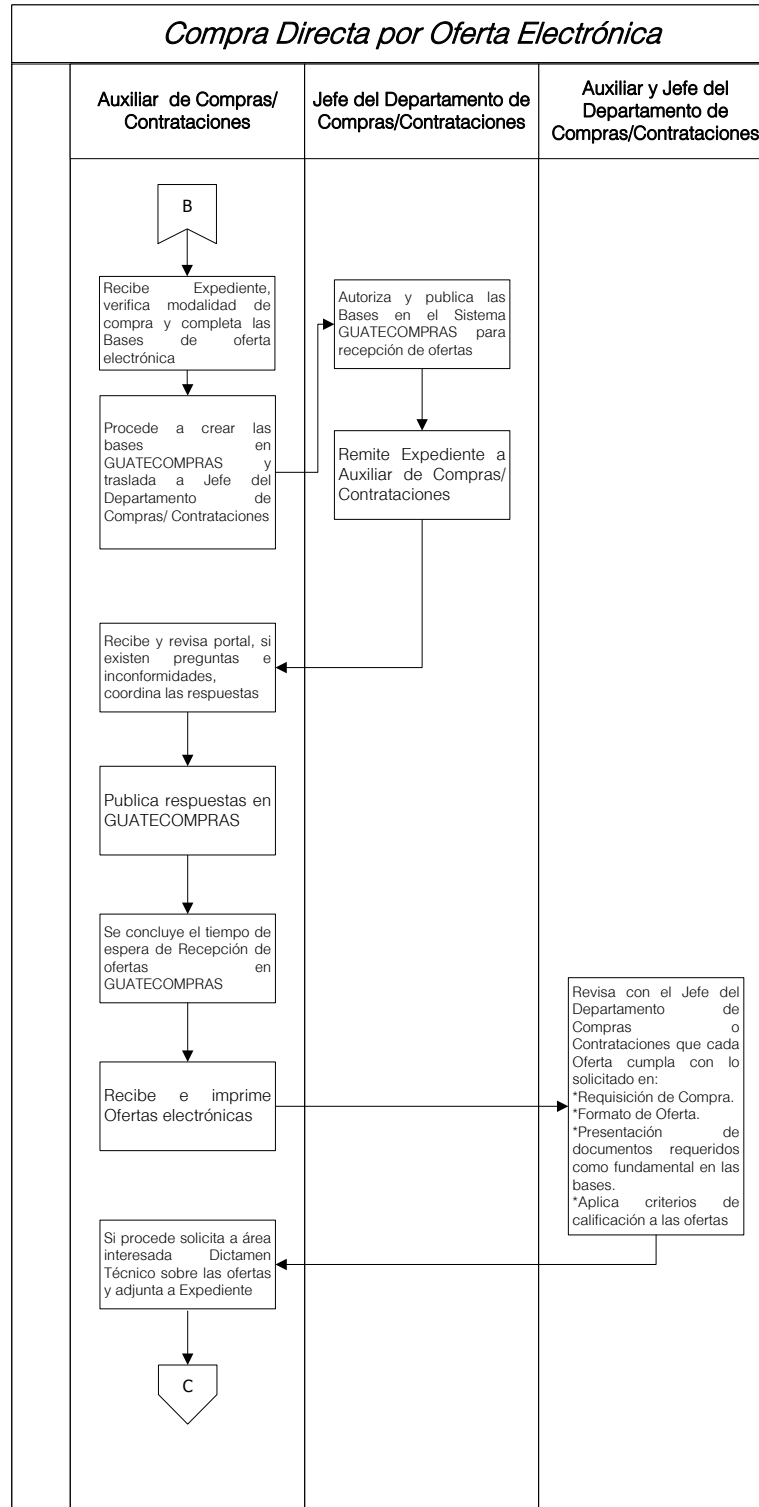 Compra Directa por Oferta Electrónica
Auxiliar de Compras/
Contrataciones
Jefe del Departamento de
Compras/Contrataciones
Auxiliar y Jefe del
Departamento de
Compras/Contrataciones
B
Recibe Expediente,
verifica modalidad de
compra y completa las
Bases de oferta
electrónica
Autoriza y publica las
Bases en el Sistema
GUATECOMPRAS para
recepción de ofertas
Procede a crear las
bases en
GUATECOMPRAS y
traslada a Jefe del
Departamento de
Compras/ Contrataciones
Remite Expediente a
Auxiliar de Compras/
Contrataciones
Recibe y revisa portal, si
existen preguntas e
inconformidades,
coordina las respuestas
Publica respuestas en
GUATECOMPRAS
Se concluye el tiempo de
espera de Recepción de
ofertas en
GUATECOMPRAS
Recibe e imprime
Ofertas electrónicas
Revisa con el Jefe del
Departamento de
Compras o
Contrataciones que cada
Oferta cumpla con lo
solicitado en:
*Requisición de Compra.
*Formato de Oferta.
*Presentación de
documentos requeridos
como fundamental en las
bases.
*Aplica criterios de
calificación a las ofertas
Si procede solicita a área
interesada Dictamen
Técnico sobre las ofertas
y adjunta a Expediente
C